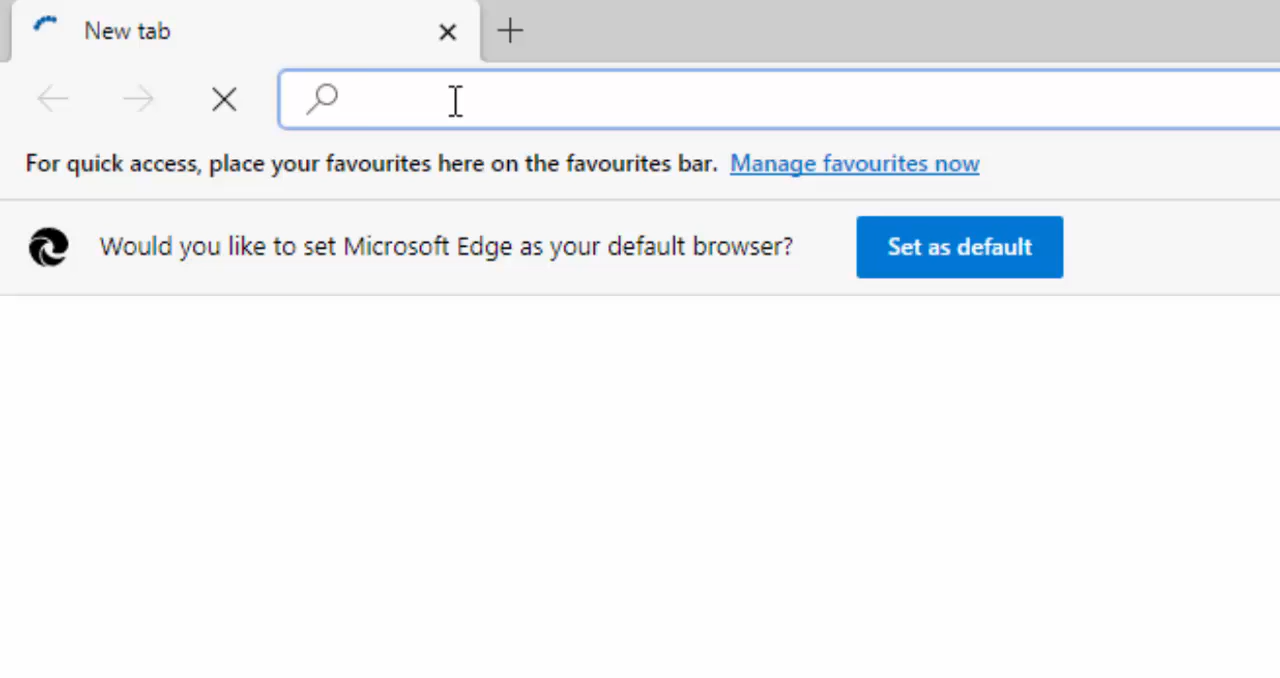 New tab
For quick access, place your favourites here on the favourites bar. Manage favourites now
Would you like to set Microsoft Edge as your default browser? Set as default